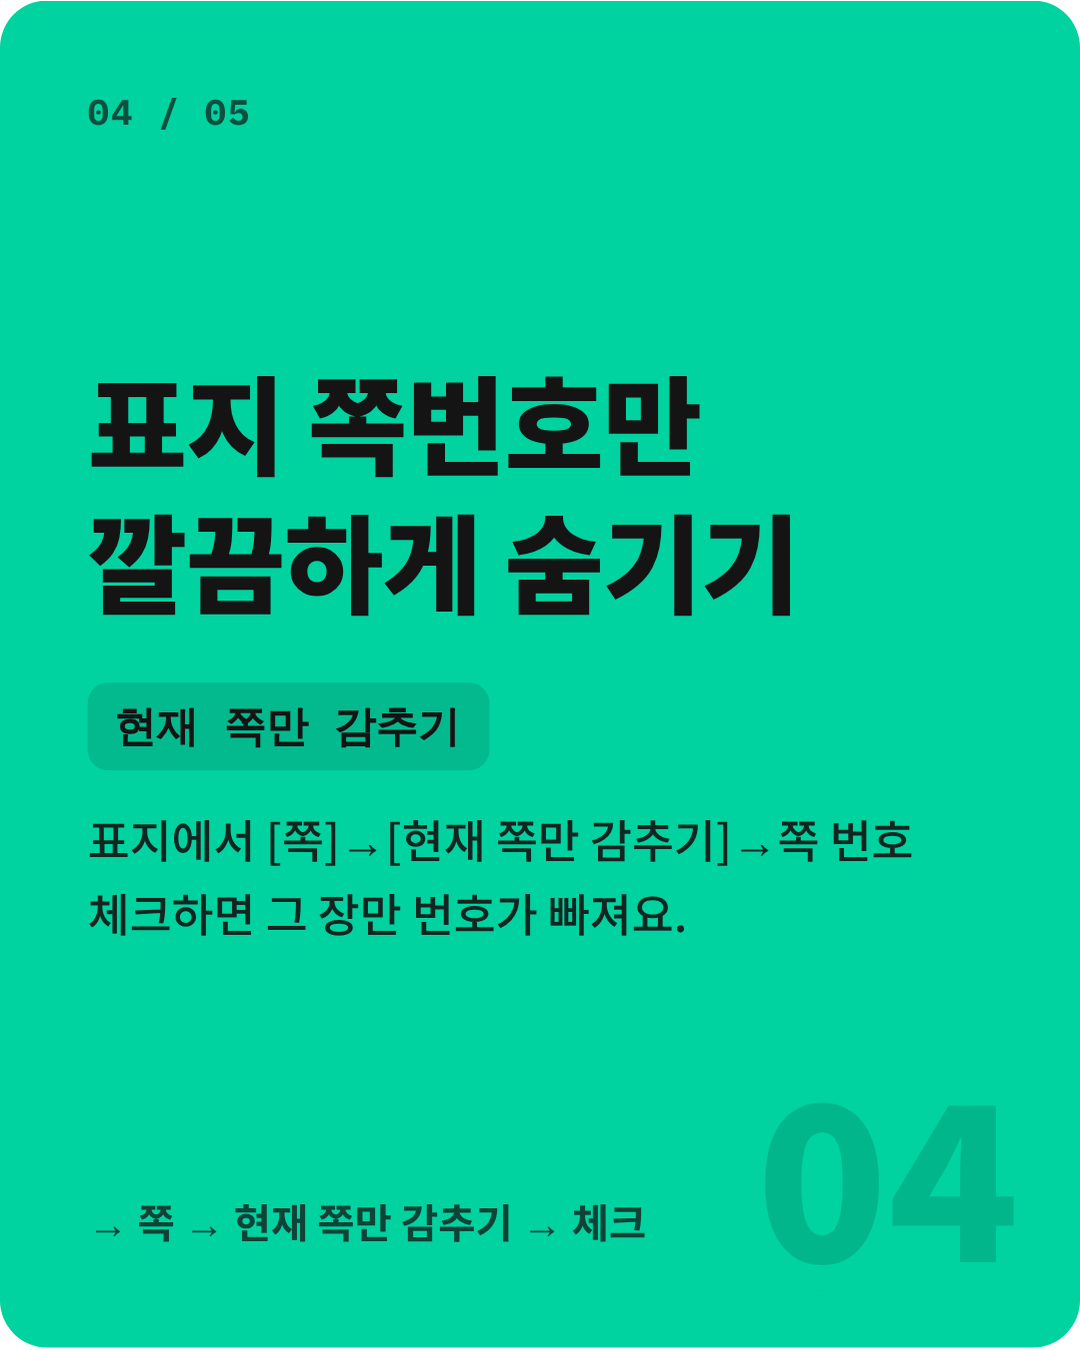 04 / 05
표지 쪽번호만
깔끔하게 숨기기
현재 쪽만 감추기
표지에서 [쪽]→[현재 쪽만 감추기]→쪽 번호
체크하면 그 장만 번호가 빠져요.
→ 쪽 → 현재 쪽만 감추기 → 체크
04